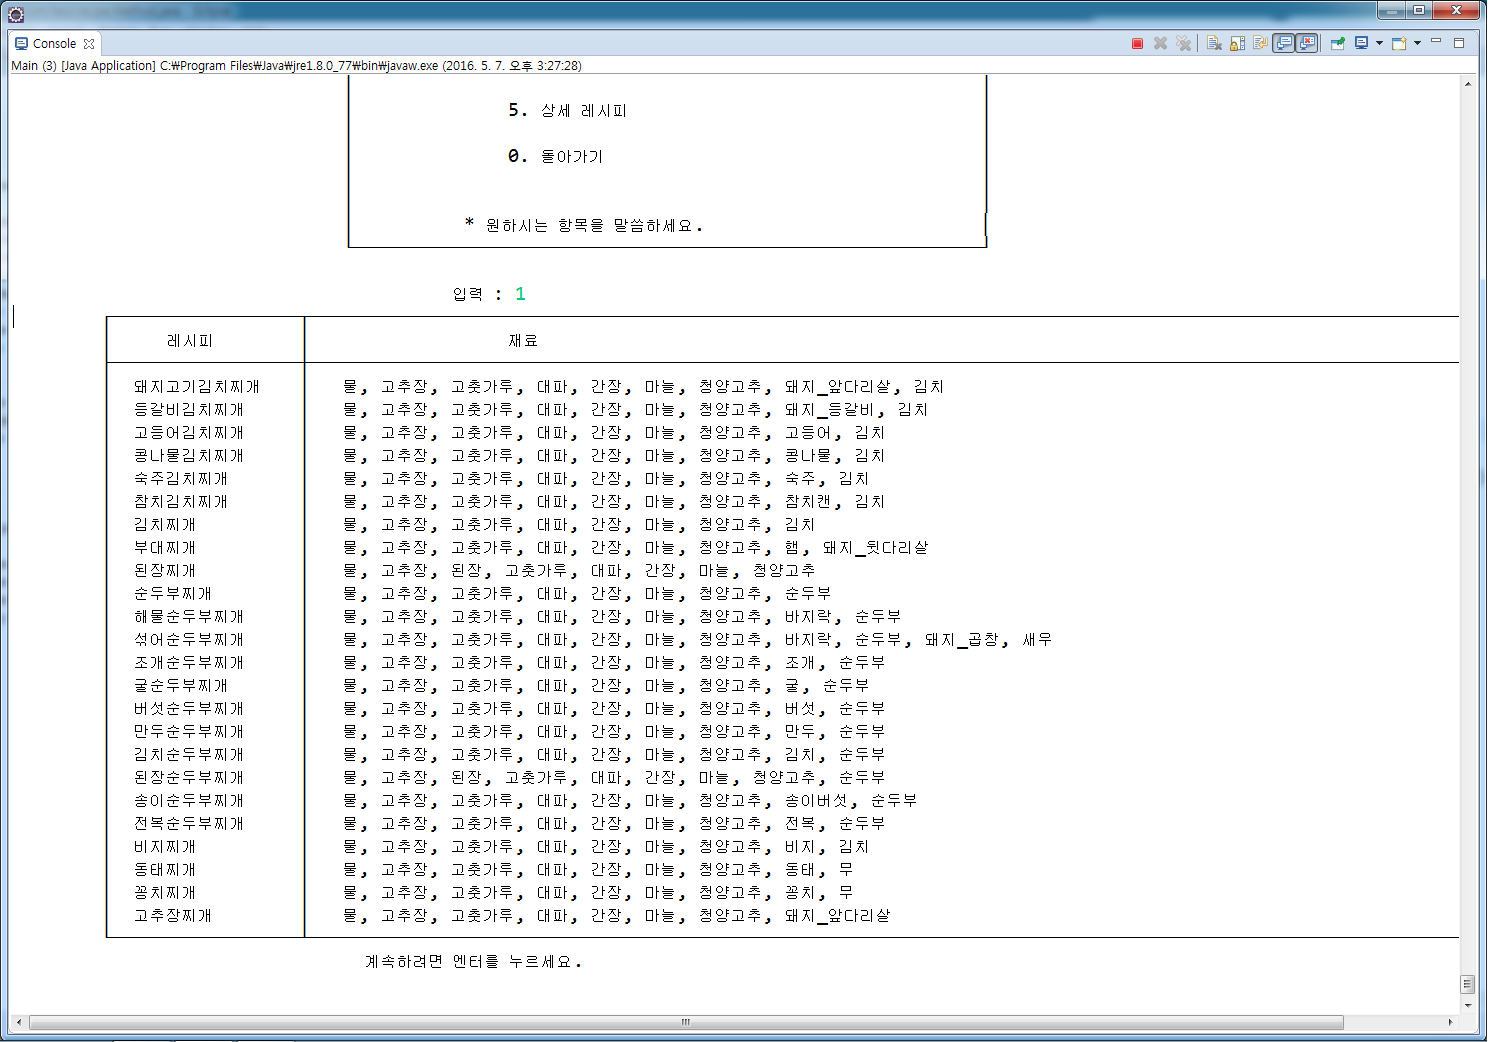 Console
Main (3) [Java Application] C:₩Program Files₩Java₩jre1.8.0_77₩bin₩javaw.exe (2016. 5. 7. 오후 3:27:28)
5. 상세 레시피
0. 돌아가기
* 원하시는 항목을 말씀하세요.
입력 : 1
레시피 재료
돼지고기김치찌개 물, 고추장, 고춧가루, 대파, 간장, 마늘, 청양고추, 돼지_앞다리살, 김치
등갈비김치찌개 물, 고추장, 고춧가루, 대파, 간장, 마늘, 청양고추, 돼지_등갈비, 김치
고등어김치찌개 물, 고추장, 고춧가루, 대파, 간장, 마늘, 청양고추, 고등어, 김치
콩나물김치찌개 물, 고추장, 고춧가루, 대파, 간장, 마늘, 청양고추, 콩나물, 김치
숙주김치찌개 물, 고추장, 고춧가루, 대파, 간장, 마늘, 청양고추, 숙주, 김치
참치김치찌개 물, 고추장, 고춧가루, 대파, 간장, 마늘, 청양고추, 참치캔, 김치
김치찌개 물, 고추장, 고춧가루, 대파, 간장, 마늘, 청양고추, 김치
부대찌개 물, 고추장, 고춧가루, 대파, 간장, 마늘, 청양고추, 햄, 돼지_뒷다리살
된장찌개 물, 고추장, 된장, 고춧가루, 대파, 간장, 마늘, 청양고추
순두부찌개 물, 고추장, 고춧가루, 대파, 간장, 마늘, 청양고추, 순두부
해물순두부찌개 물, 고추장, 고춧가루, 대파, 간장, 마늘, 청양고추, 바지락, 순두부
섞어순두부찌개 물, 고추장, 고춧가루, 대파, 간장, 마늘, 청양고추, 바지락, 순두부, 돼지_곱창, 새우
조개순두부찌개 물, 고추장, 고춧가루, 대파, 간장, 마늘, 청양고추, 조개, 순두부
굴순두부찌개 물, 고추장, 고춧가루, 대파, 간장, 마늘, 청양고추, 굴, 순두부
버섯순두부찌개 물, 고추장, 고춧가루, 대파, 간장, 마늘, 청양고추, 버섯, 순두부
만두순두부찌개 물, 고추장, 고춧가루, 대파, 간장, 마늘, 청양고추, 만두, 순두부
김치순두부찌개 물, 고추장, 고춧가루, 대파, 간장, 마늘, 청양고추, 김치, 순두부
된장순두부찌개 물, 고추장, 된장, 고춧가루, 대파, 간장, 마늘, 청양고추, 순두부
송이순두부찌개 물, 고추장, 고춧가루, 대파, 간장, 마늘, 청양고추, 송이버섯, 순두부
전복순두부찌개 물, 고추장, 고춧가루, 대파, 간장, 마늘, 청양고추, 전복, 순두부
비지찌개 물, 고추장, 고춧가루, 대파, 간장, 마늘, 청양고추, 비지, 김치
동태찌개 물, 고추장, 고춧가루, 대파, 간장, 마늘, 청양고추, 동태, 무
꽁치찌개 물, 고추장, 고춧가루, 대파, 간장, 마늘, 청양고추, 꽁치, 무
고추장찌개 물, 고추장, 고춧가루, 대파, 간장, 마늘, 청양고추, 돼지_앞다리살
계속하려면 엔터를 누르세요.